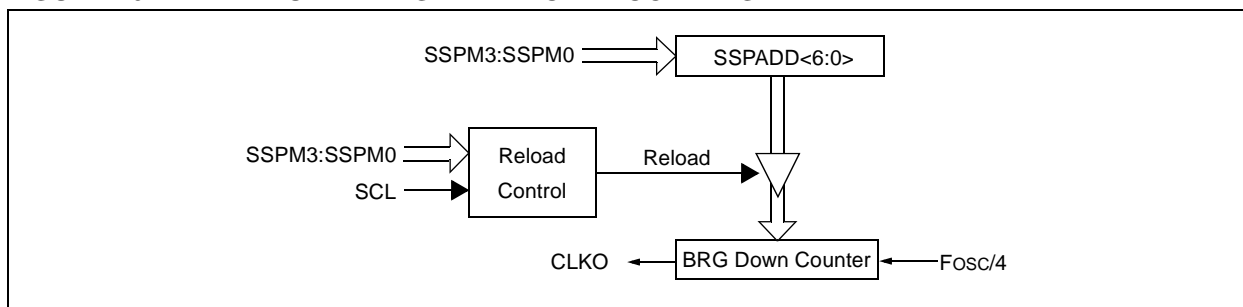 SSPM3:SSPM0
SSPADD<6:0>
SSPM3:SSPM0
SCL
Reload
Control
Reload
CLKO
BRG Down Counter
FOSC/4